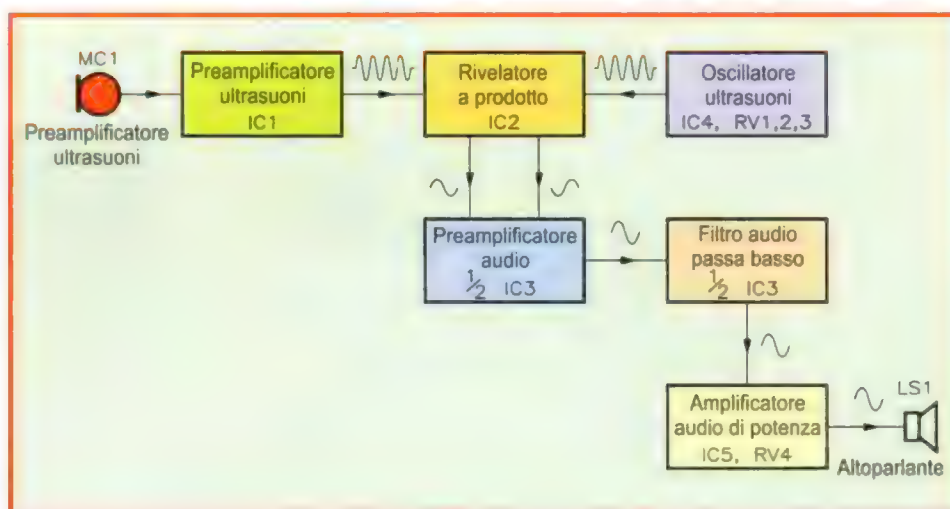 MC1
Preamplificatore
ultrasuoni
Preamplificatore
ultrasuoni
IC1
Rivelatore
a prodotto
IC2
Oscillatore
ultrasuoni
IC4, RV1,2,3
Preamplificatore
audio
1/2 IC3
Filtro audio
passa basso
1/2 IC3
Amplificatore
audio di potenza
IC5, RV4
LS1
Altoparlante